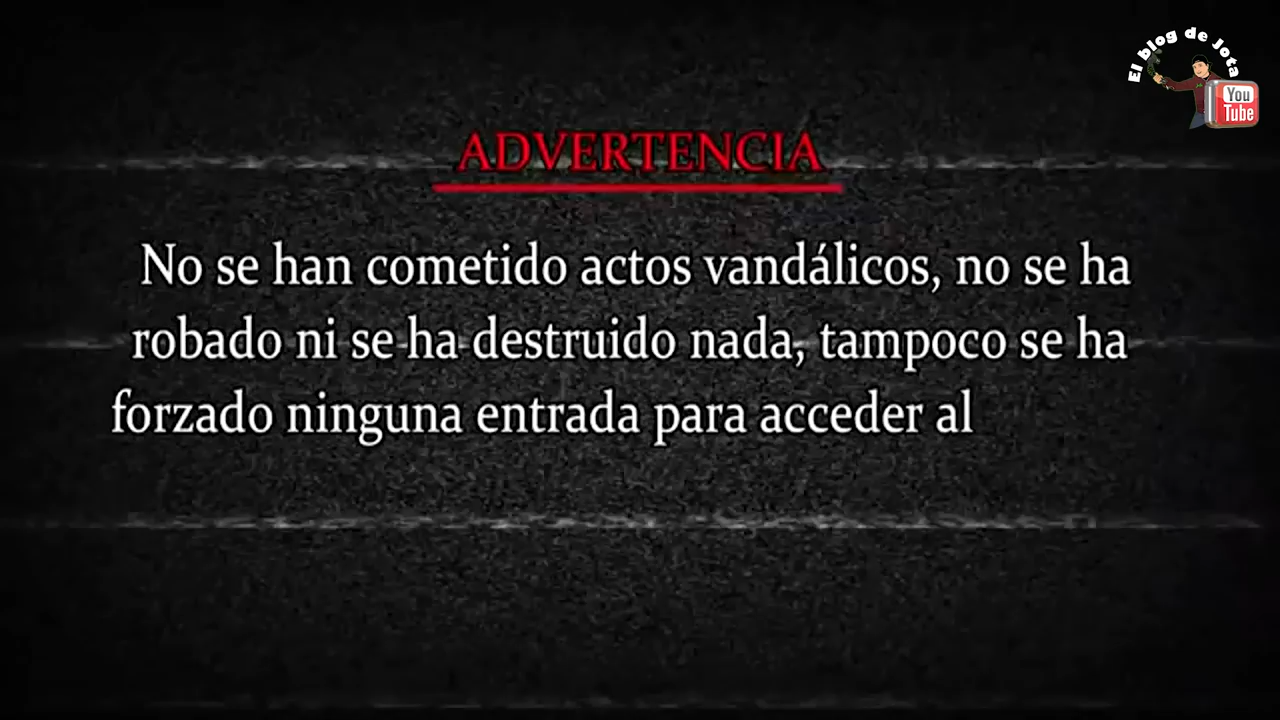 El blog de Jota
You
Tube
ADVERTENCIA
No se han cometido actos vandálicos, no se ha
robado ni se ha destruido nada, tampoco se ha
forzado ninguna entrada para acceder al